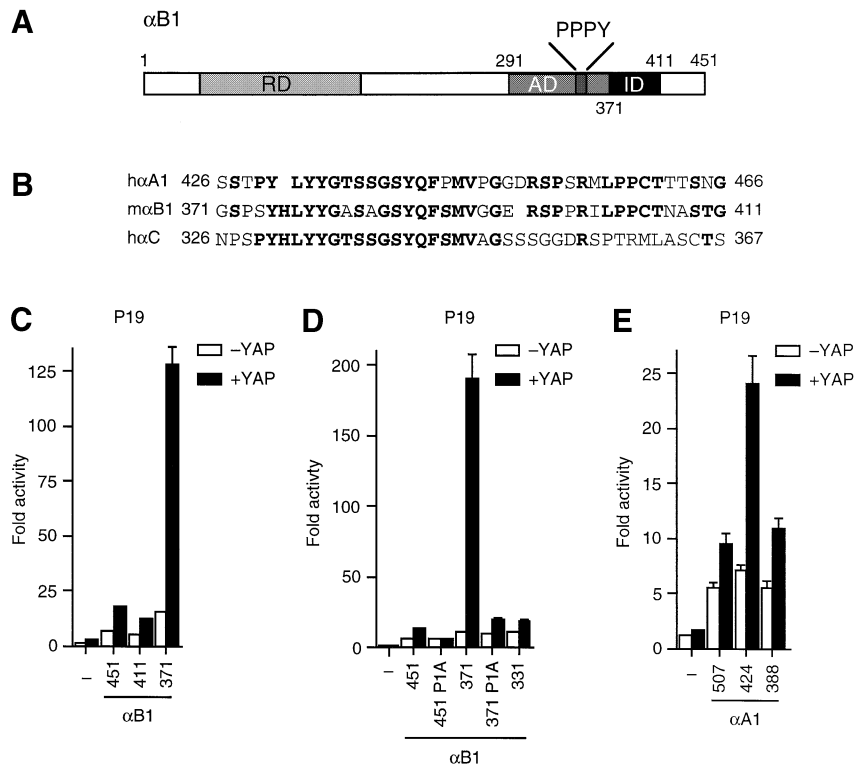 A
αB1
PPPY
1
291
411
451
RD
AD
ID
371
B
hαA1 426 SSTPY LYYGTSSGSYQFPMVPGGDRSPSRMLPPCTTTSNG 466
mαB1 371 GSPSYHLYYGASAGSYQFSMVGGE RSPPRILPPCTNASTG 411
hαC 326 NPSPYHLYYGTSSGSYQFSMVAGSSSGGDRSPTRMLASCTS 367
C
P19
–YAP
+YAP
Fold activity
125
100
75
50
25
0
–
451
411
371
αB1
D
P19
–YAP
+YAP
Fold activty
200
150
100
50
0
–
451
451 P1A
371
371 P1A
331
αB1
E
P19
–YAP
+YAP
Fold activity
25
20
15
10
5
0
–
507
424
388
αA1